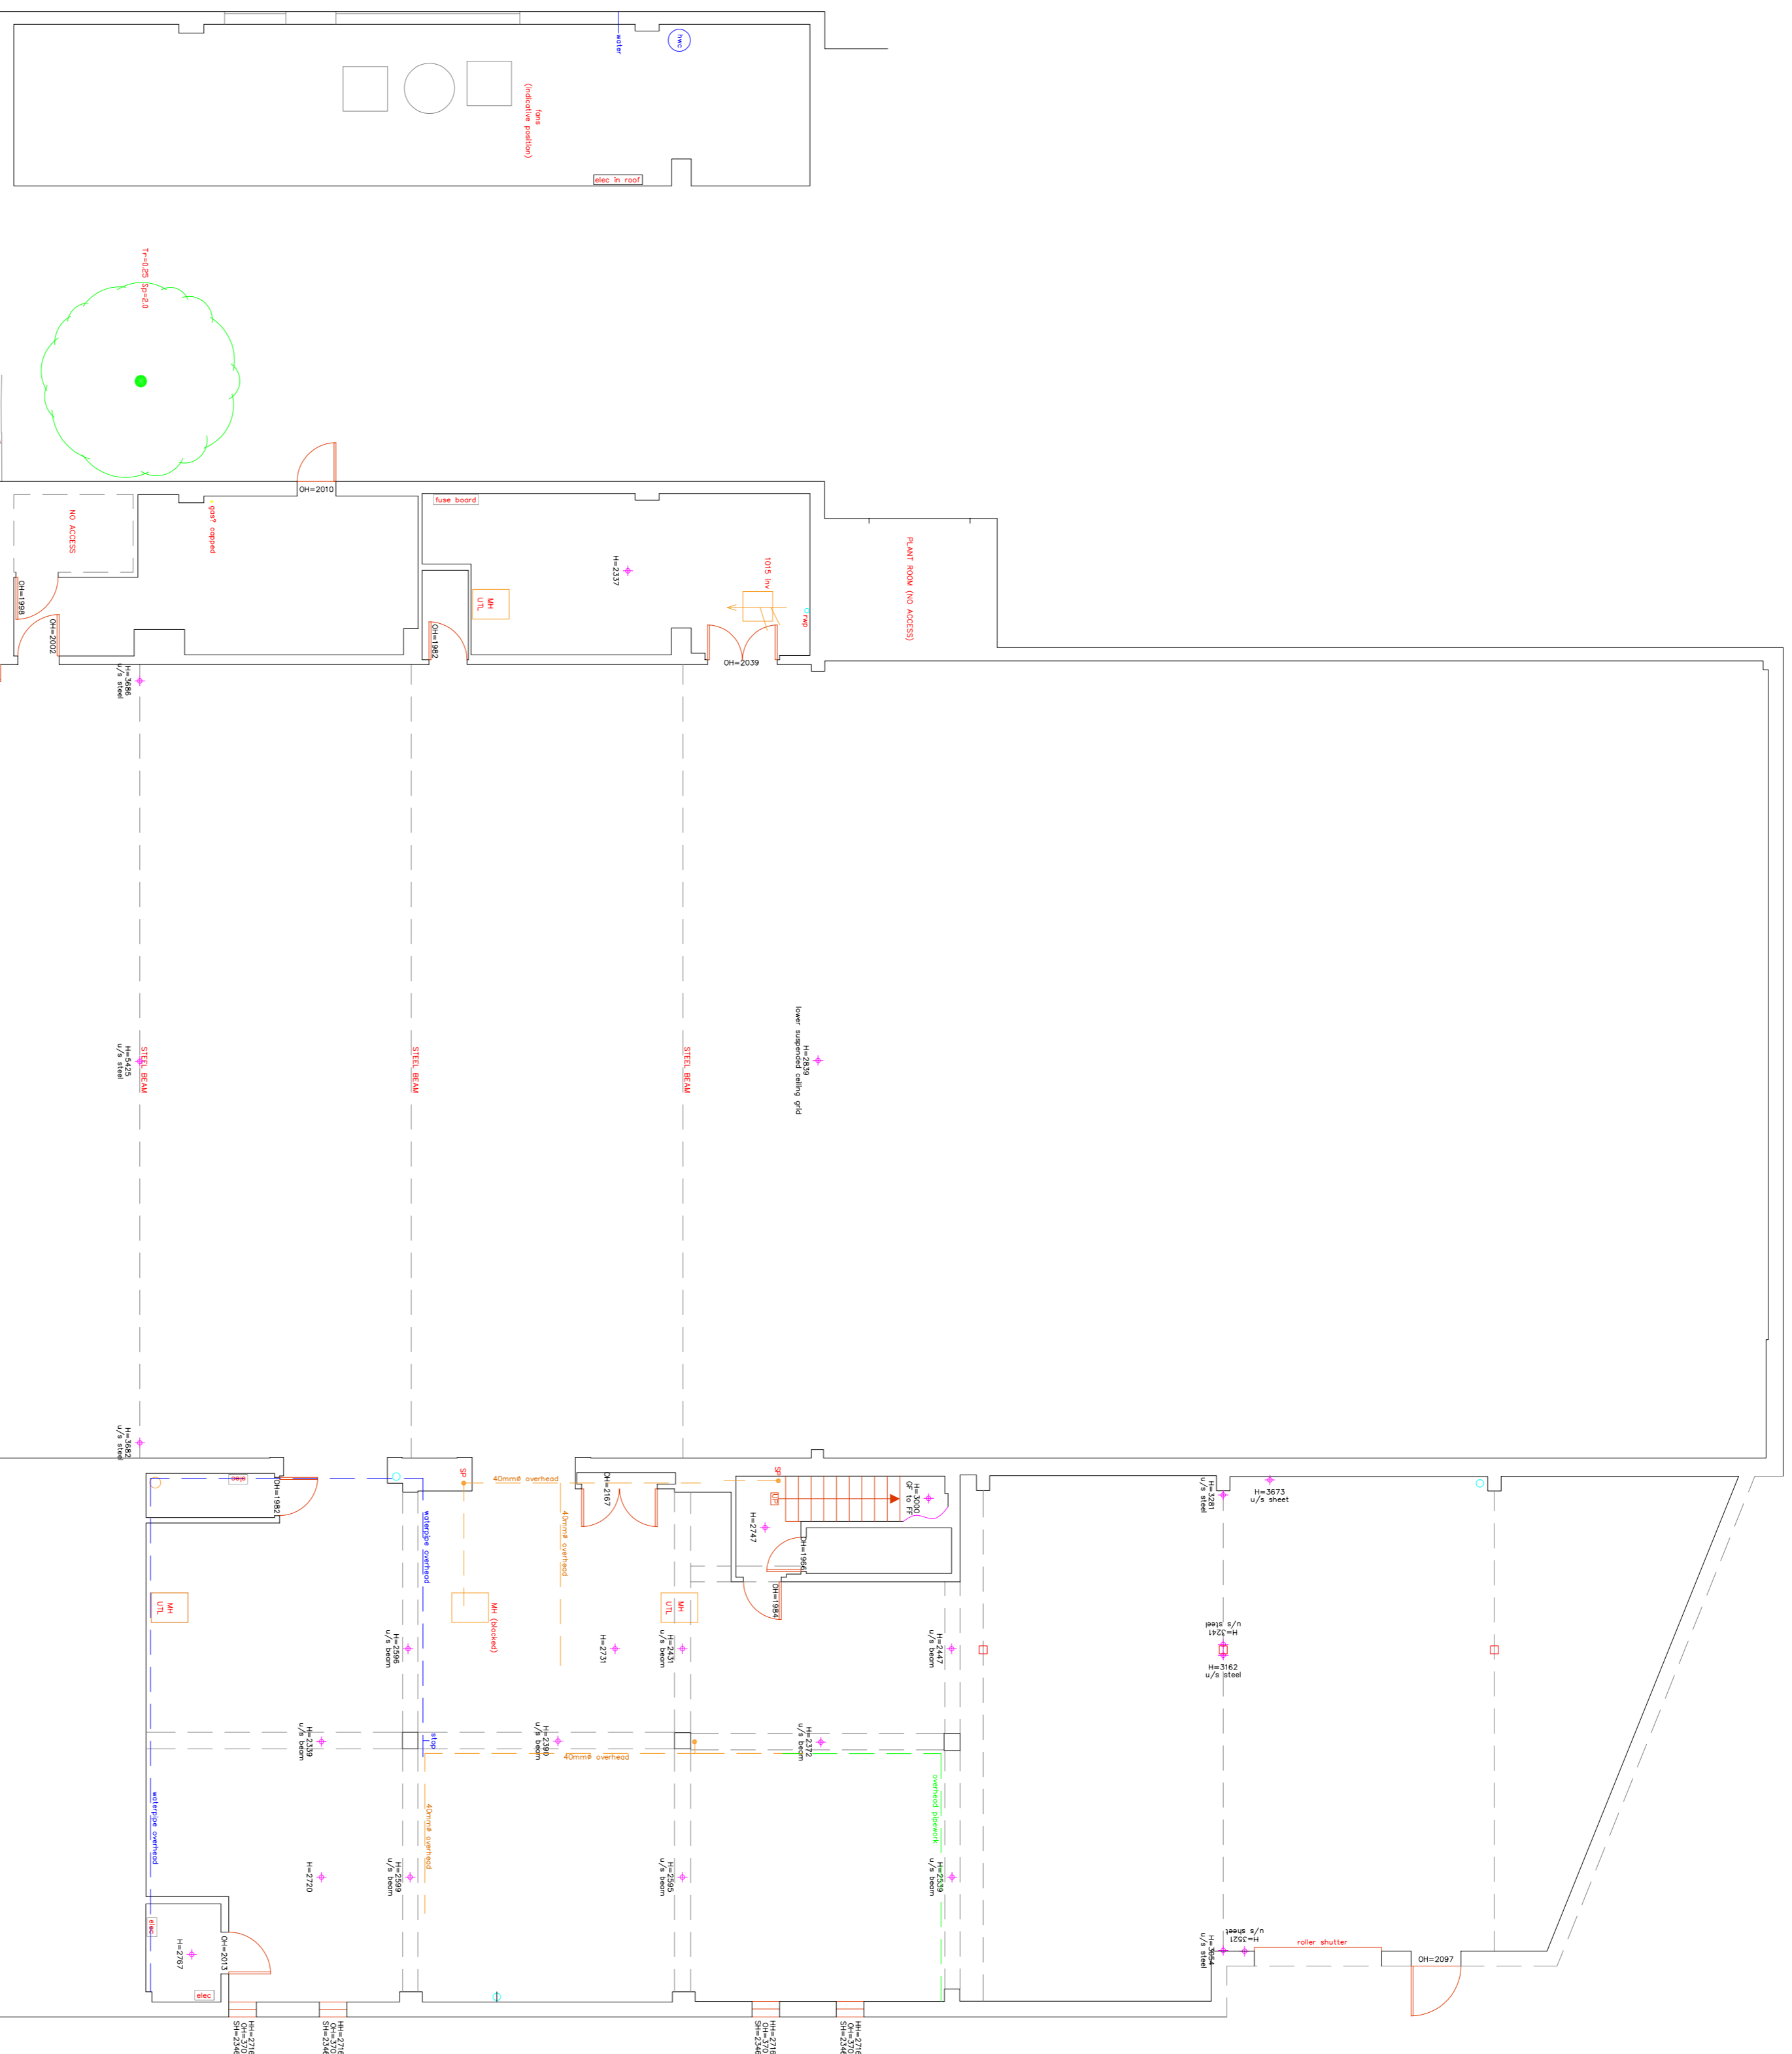 water
hwc
fans
(indicative position)
elec in roof
Tr=0.25 Sp=2.0
OH=2010
NO ACCESS
gas? capped
fuse board
H=2337
1015 inv
PLANT ROOM (NO ACCESS)
MH
UTL
rwp
OH=1998
OH=2002
OH=1982
OH=2039
H=3686
u/s steel
STEEL BEAM
H=5425
u/s steel
STEEL BEAM
STEEL BEAM
H=2839
lower suspended ceiling grid
H=3682
u/s steel
elec
OH=1982
SP
40mmø overhead
OH=2167
SP
UP
H=3000
GF to FF
H=3281
u/s steel
H=3673
u/s sheet
waterpipe overhead
40mmø overhead
H=2747
OH=1966
OH=1984
MH
UTL
MH (blocked)
MH
UTL
H=2596
u/s beam
H=2731
H=2431
u/s beam
H=2447
u/s beam
H=3241
u/s steel
H=3162
u/s steel
H=2339
u/s beam
stop
H=2390
u/s beam
40mmø overhead
H=2372
u/s beam
waterpipe overhead
40mmø overhead
overhead pipework
H=2720
H=2599
u/s beam
H=2595
u/s beam
H=2539
u/s beam
elec
H=2767
OH=2013
elec
H=3654
u/s steel
H=3521
u/s sheet
roller shutter
OH=2097
HH=2716
OH=370
SH=2346
HH=2716
OH=370
SH=2346
HH=2716
OH=370
SH=2346
HH=2716
OH=370
SH=2346